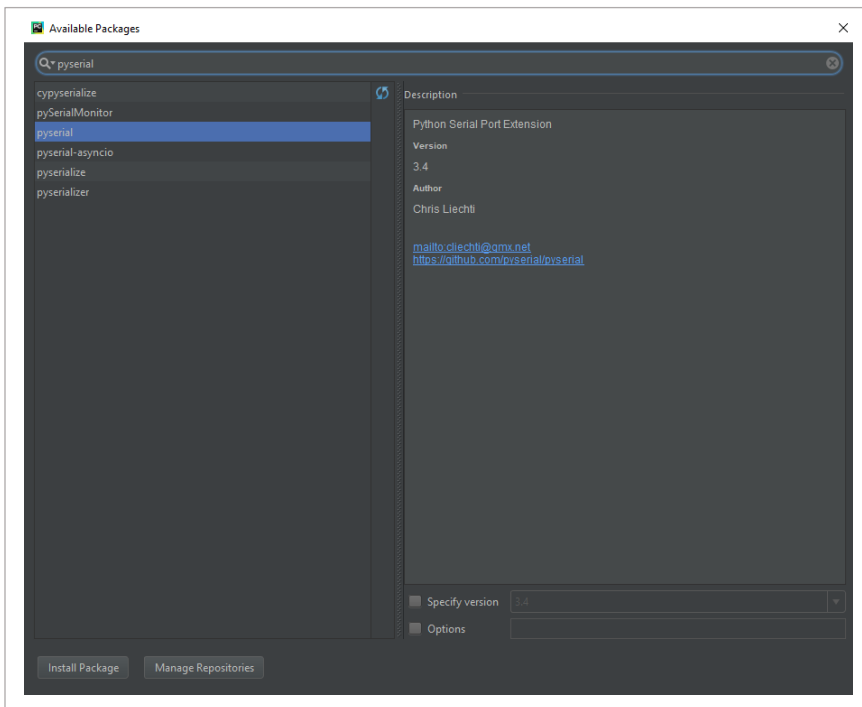 Available Packages
pyserial
cypyserialize
pySerialMonitor
pyserial
pyserial-asyncio
pyserialize
pyserializer
Description
Python Serial Port Extension
Version
3.4
Author
Chris Liechti
mailto:cliechti@gmx.net
https://github.com/pyserial/pyserial
Specify version
3.4
Options
Install Package
Manage Repositories